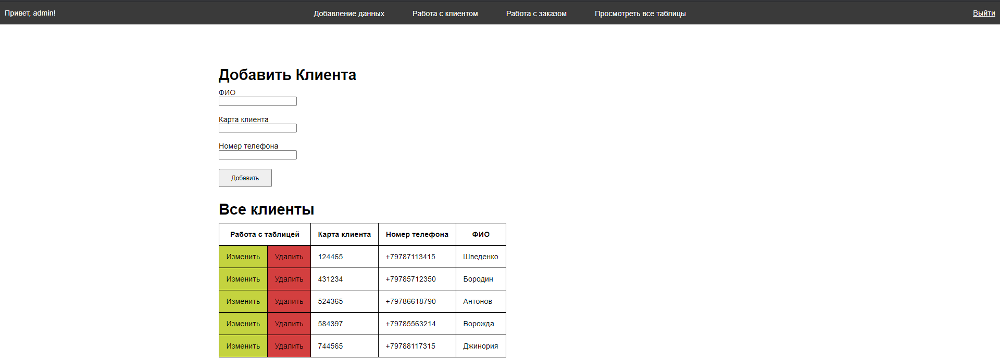 Привет, admin! Добавление данных Работа с клиентом Работа с заказом Просмотреть все таблицы Выйти
Добавить Клиента
ФИО
Карта клиента
Номер телефона
Добавить
Все клиенты
Работа с таблицей Карта клиента Номер телефона ФИО
Изменить Удалить 124465 +79787113415 Шведенко
Изменить Удалить 431234 +79785712350 Бородин
Изменить Удалить 524365 +79786618790 Антонов
Изменить Удалить 584397 +79785563214 Ворожда
Изменить Удалить 744565 +79788117315 Джинория